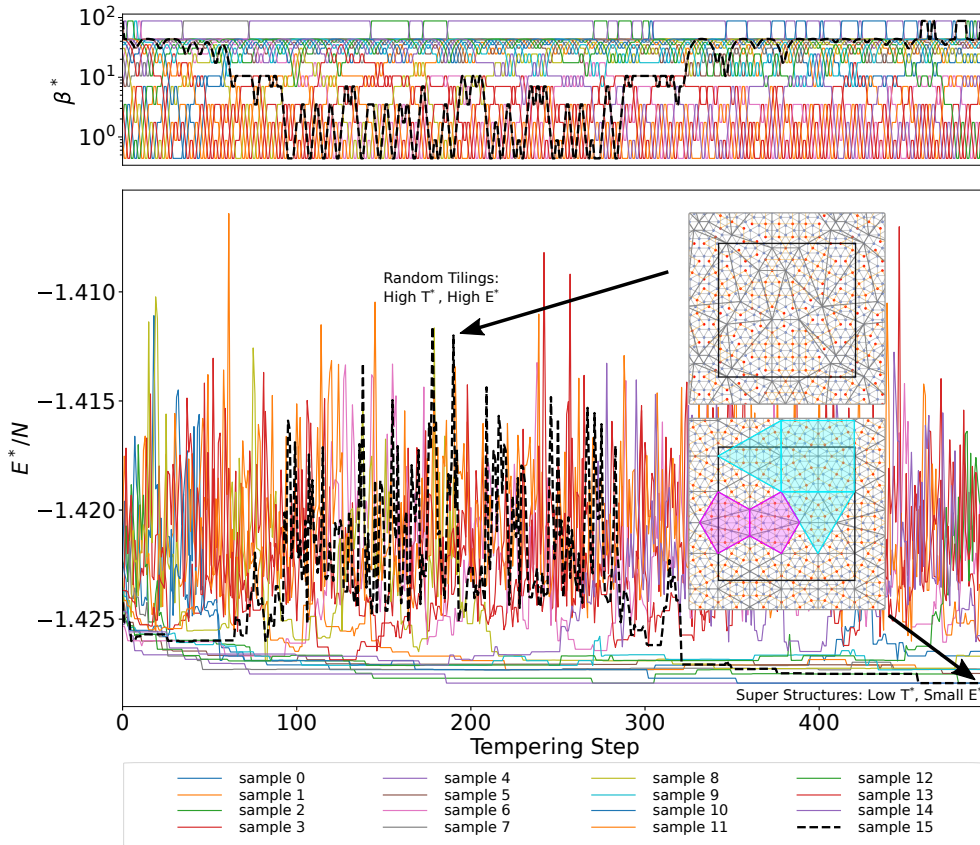 10²
10¹
10⁰
β*
−1.410
−1.415
−1.420
−1.425
E*/N
Random Tilings:
High T*, High E*
Super Structures: Low T*, Small E*
0 100 200 300 400
Tempering Step
sample 0 sample 4 sample 8 sample 12
sample 1 sample 5 sample 9 sample 13
sample 2 sample 6 sample 10 sample 14
sample 3 sample 7 sample 11 sample 15